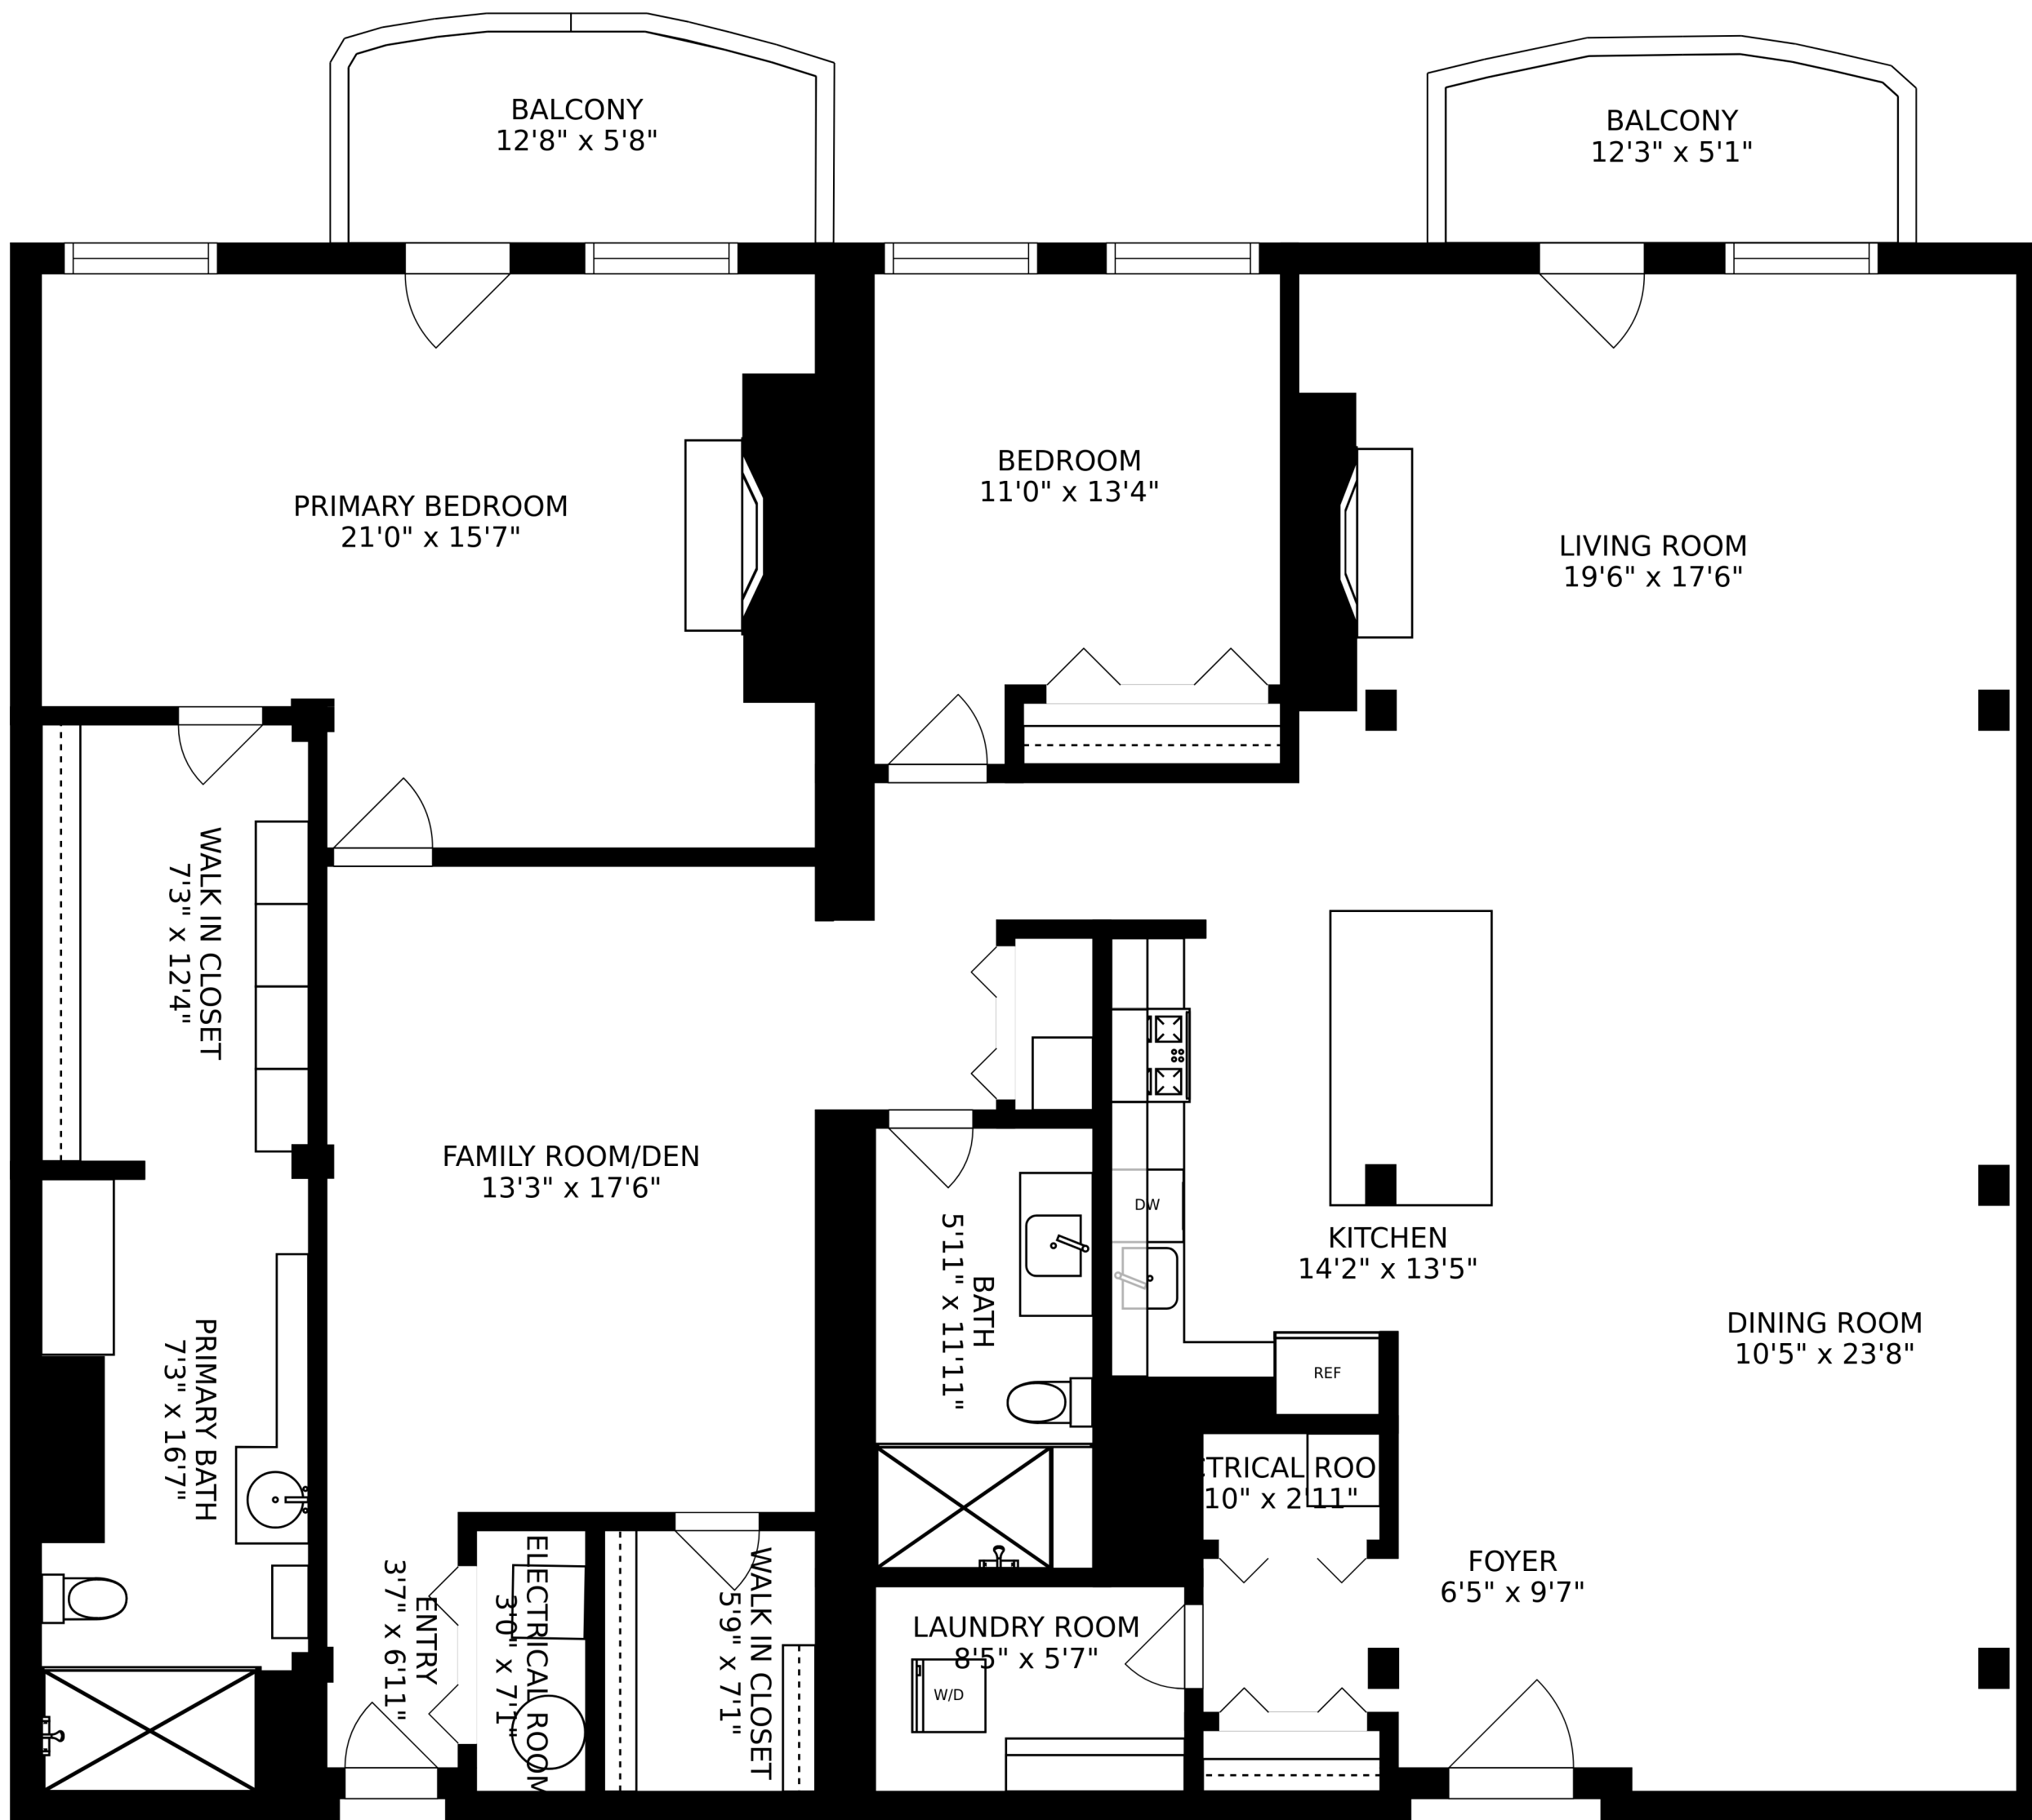 BALCONY
12'8" x 5'8"
BALCONY
12'3" x 5'1"
PRIMARY BEDROOM
21'0" x 15'7"
BEDROOM
11'0" x 13'4"
LIVING ROOM
19'6" x 17'6"
WALK IN CLOSET
7'3" x 12'4"
FAMILY ROOM/DEN
13'3" x 17'6"
BATH
5'11" x 11'11"
DW
KITCHEN
14'2" x 13'5"
DINING ROOM
10'5" x 23'8"
PRIMARY BATH
7'3" x 16'7"
REF
CTRICAL ROO
10" x 2'11"
ENTRY
3'7" x 6'11"
ELECTRICAL ROOM
3'0" x 7'1"
WALK IN CLOSET
5'9" x 7'1"
LAUNDRY ROOM
8'5" x 5'7"
W/D
FOYER
6'5" x 9'7"